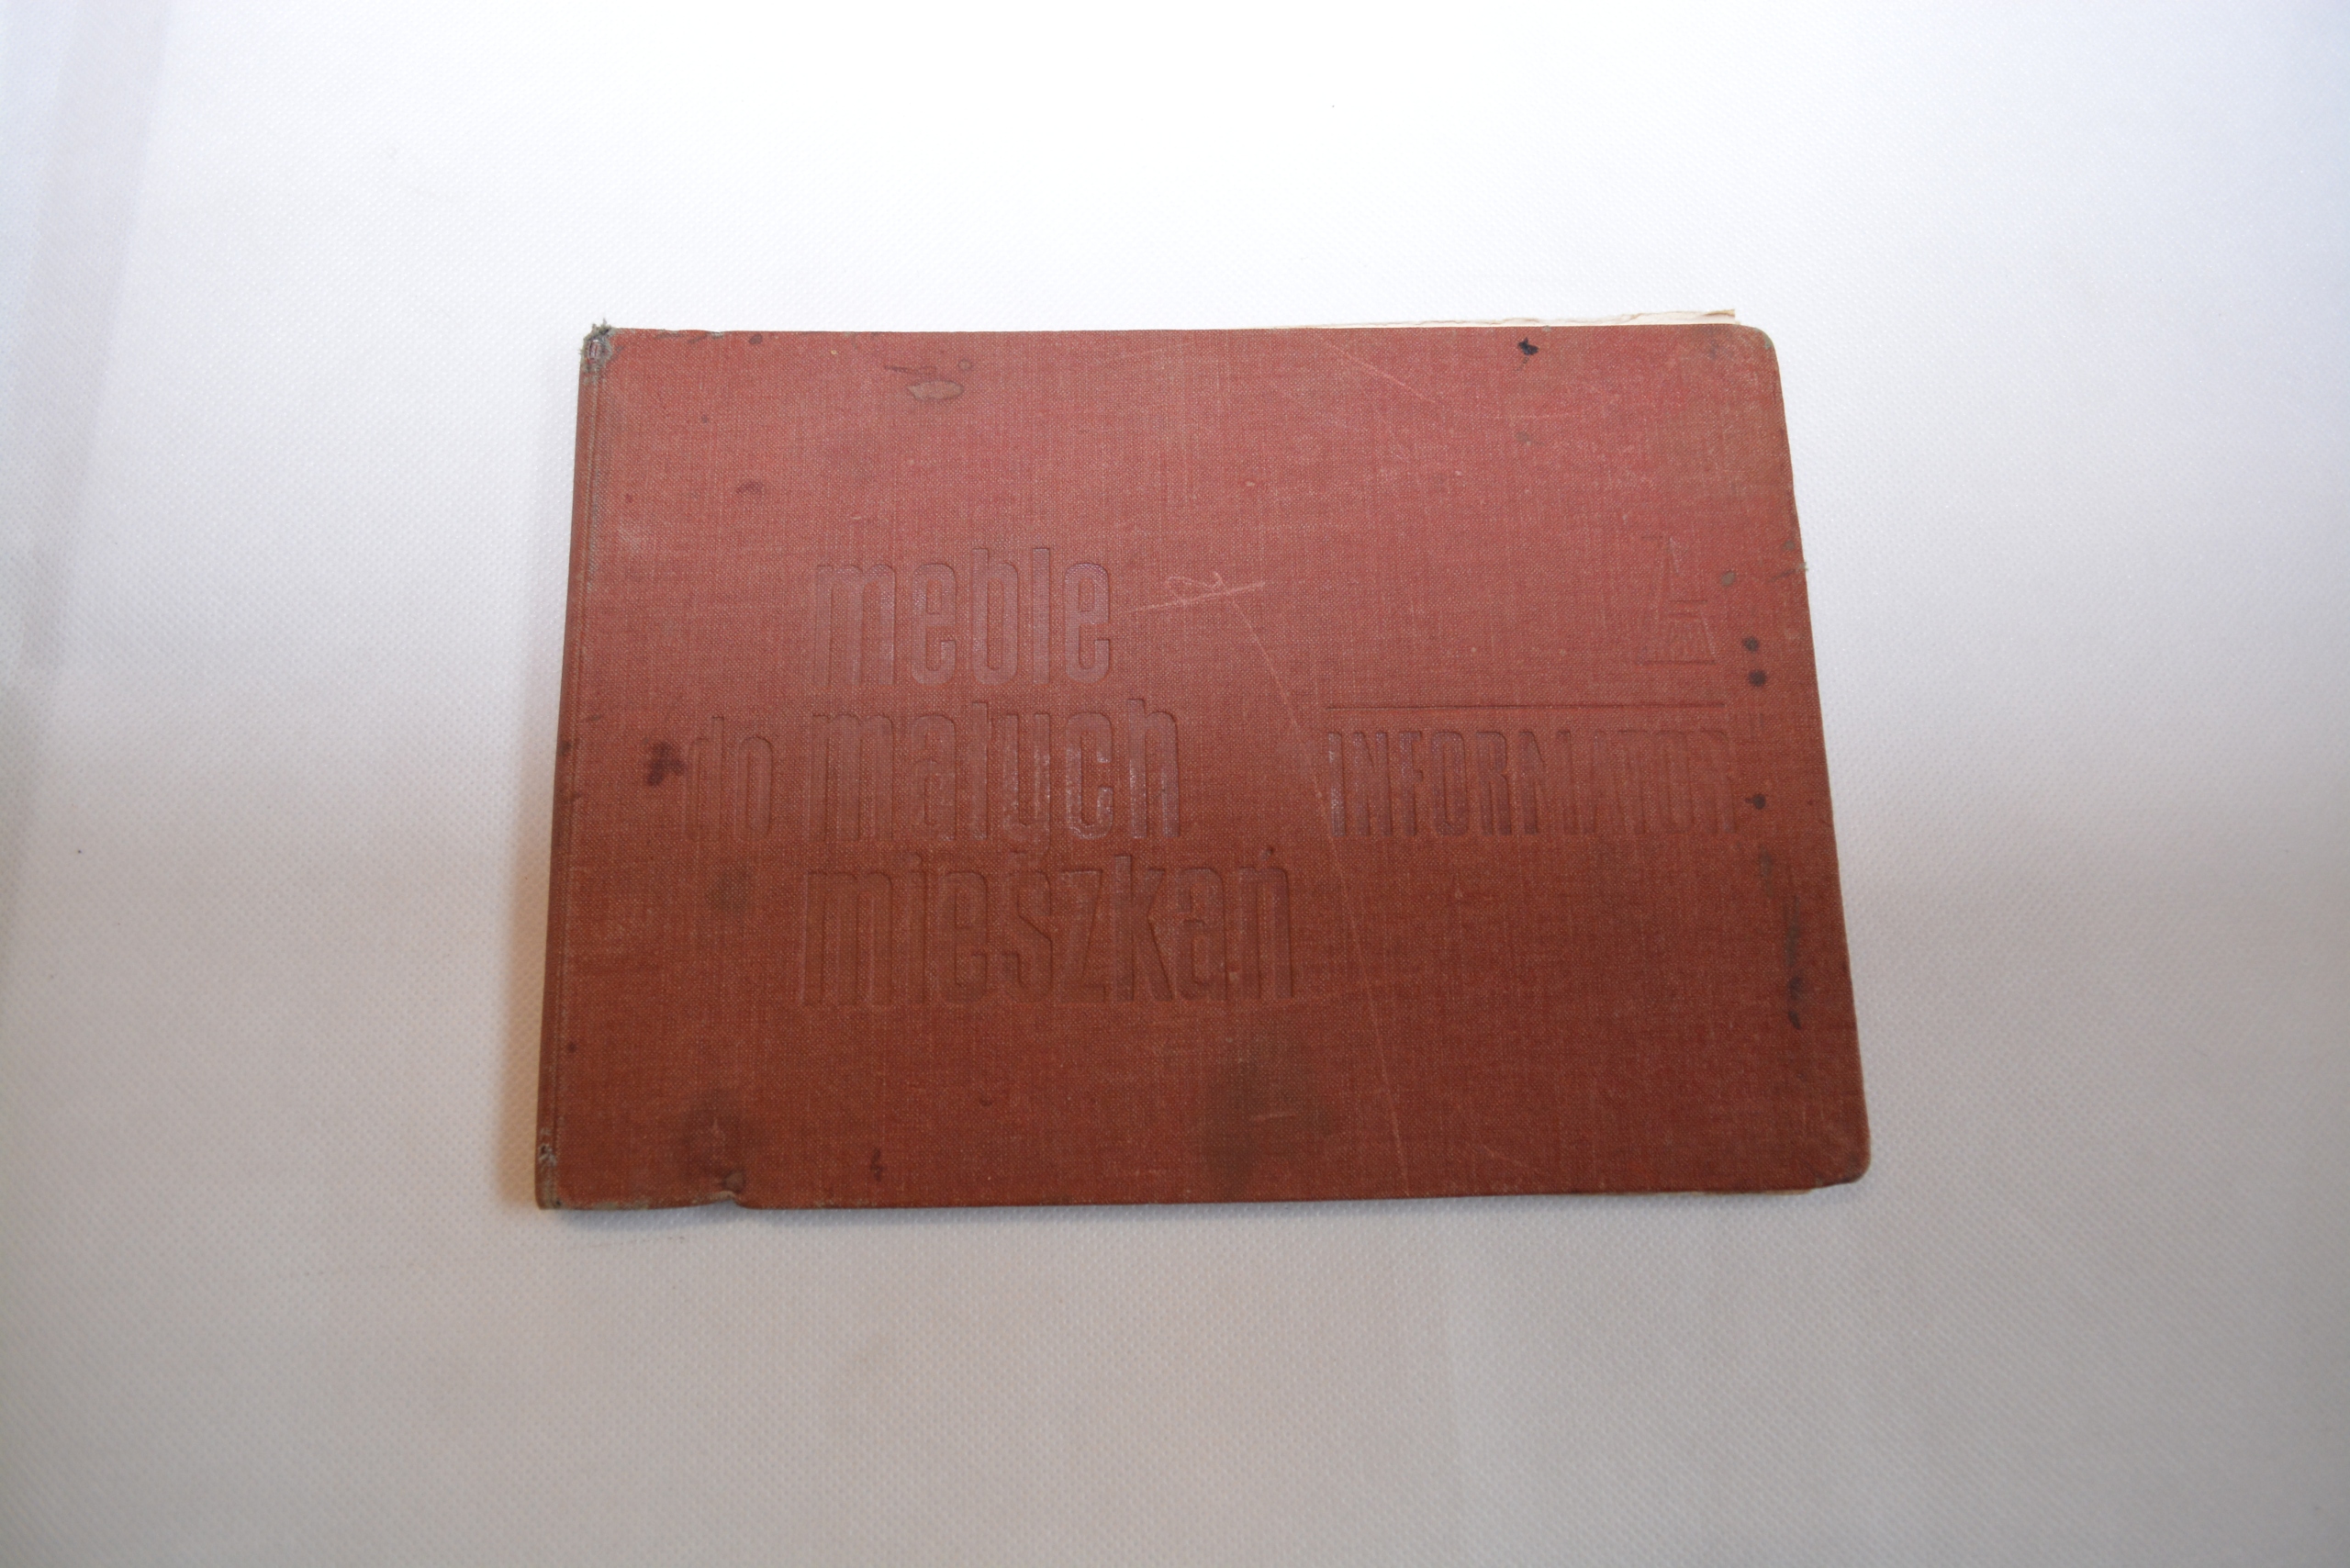 meble
do małych
mieszkań
INFORMATOR